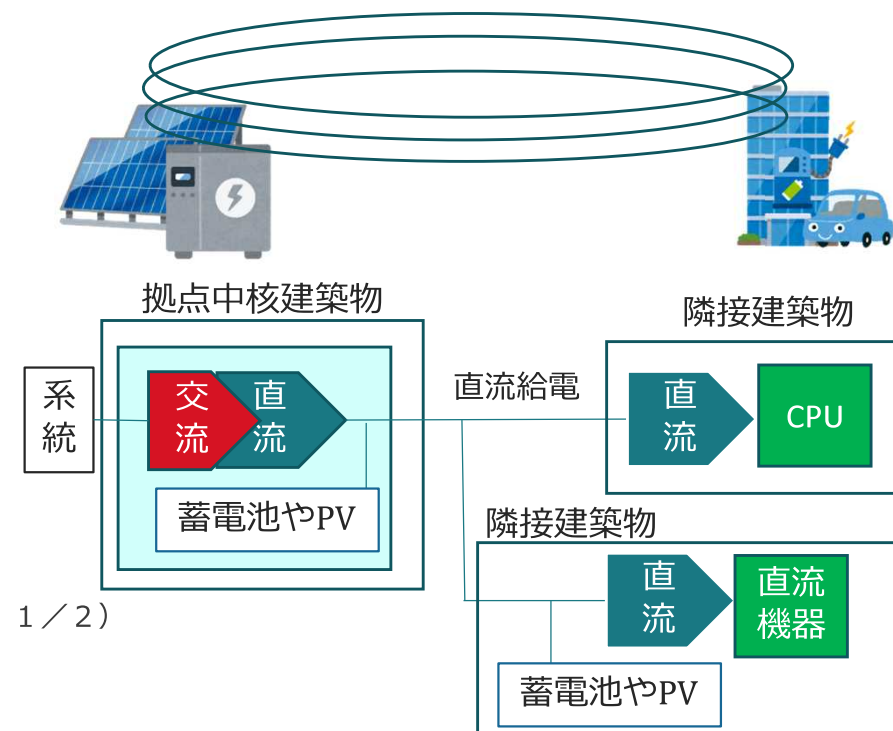 拠点中核建築物
隣接建築物
系
統
交
流
直
流
直流給電
直
流
CPU
蓄電池やPV
隣接建築物
直
流
直流
機器
１／２）
蓄電池やPV